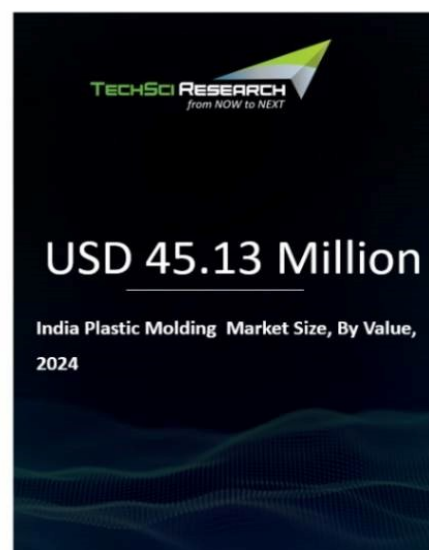 TECHSCI RESEARCH
from NOW to NEXT
USD 45.13 Million
India Plastic Molding Market Size, By Value,
2024